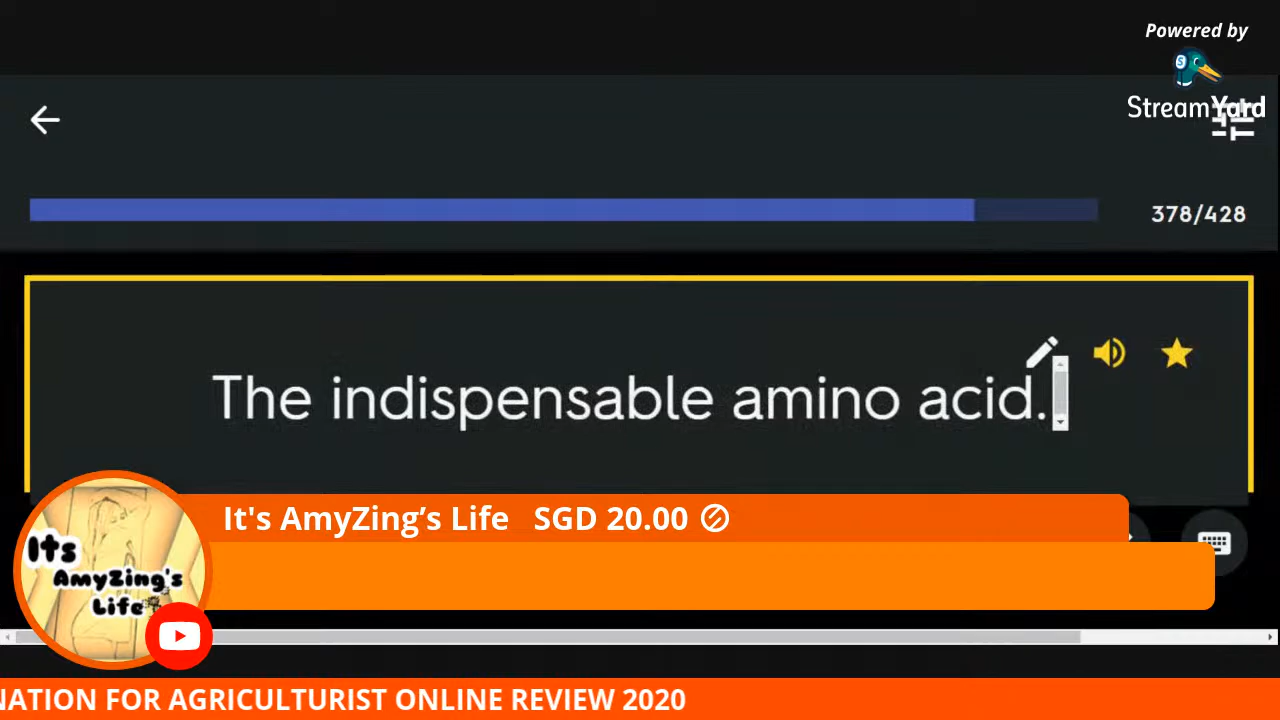 Powered by
StreamYard
378/428
The indispensable amino acid.
It's AmyZing’s Life SGD 20.00
Its
AmyZing's
Life
NATION FOR AGRICULTURIST ONLINE REVIEW 2020